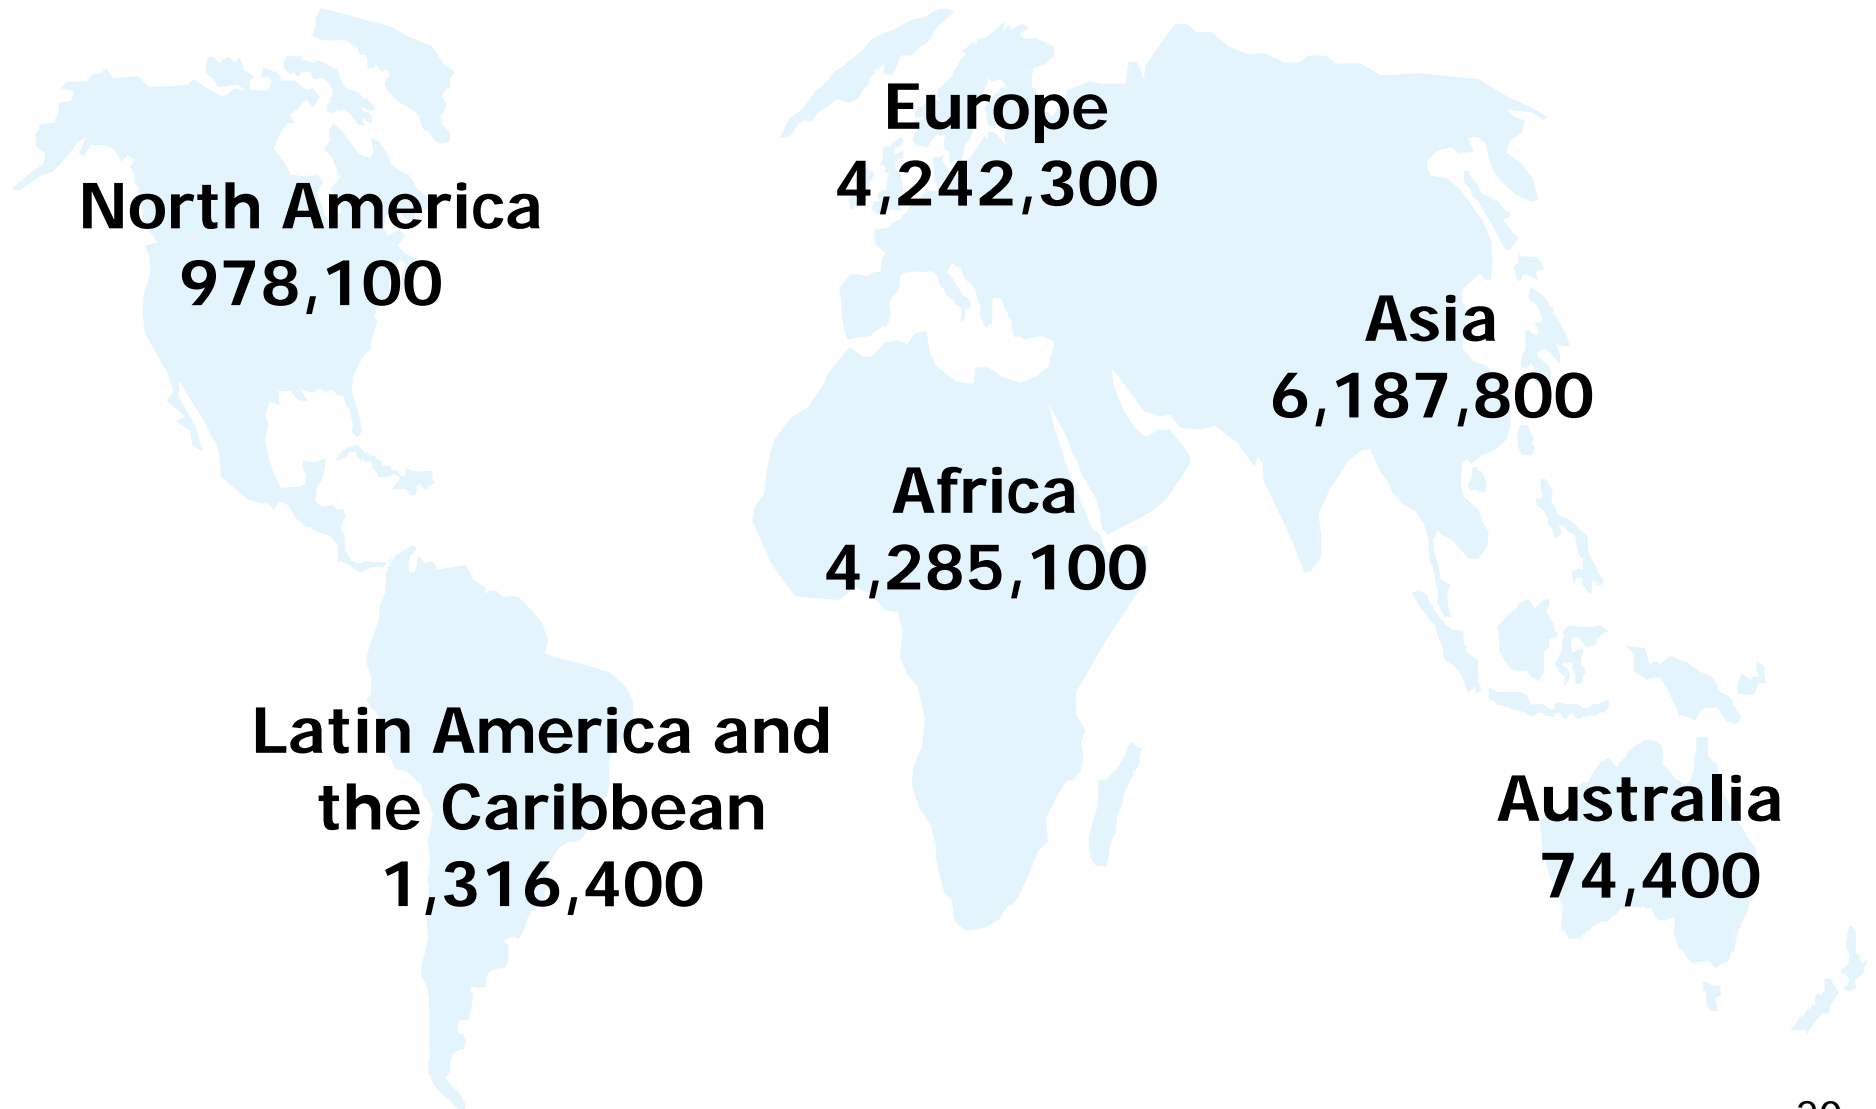 North America
978,100
Europe
4,242,300
Asia
6,187,800
Africa
4,285,100
Latin America and
the Caribbean
1,316,400
Australia
74,400